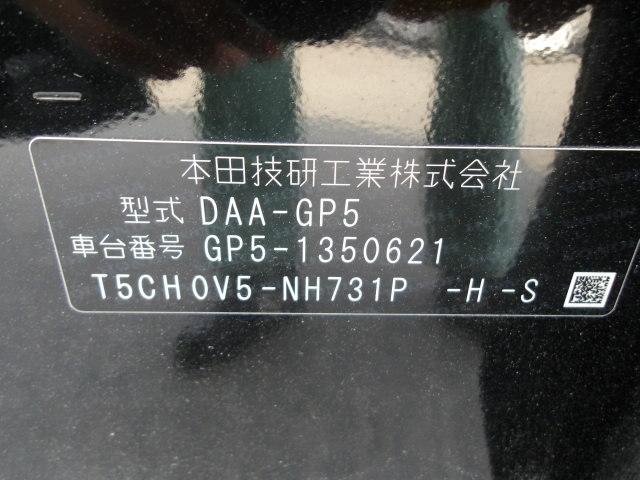 本田技研工業株式会社
型式 DAA-GP5
車台番号 GP5-1350621
T5CH0V5-NH731P -H -S